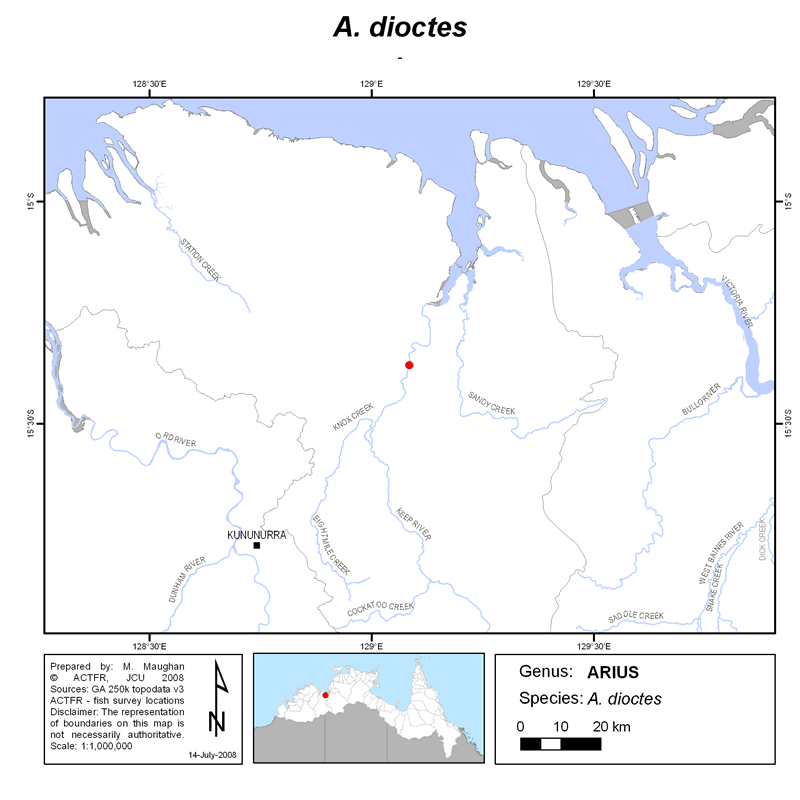 A. dioctes
-
128°30'E
129°E
129°30'E
15°S
15°S
STATION CREEK
VICTORIA RIVER
KNOX CREEK
SANDY CREEK
BULLO RIVER
15°30'S
15°30'S
ORD RIVER
KUNUNURRA
EIGHTMILE CREEK
KEEP RIVER
DUNHAM RIVER
COCKATOO CREEK
WEST BAINES RIVER
SNAKE CREEK
DICK CREEK
SADDLE CREEK
128°30'E
129°E
129°30'E
Prepared by: M. Maughan
© ACTFR, JCU 2008
Sources: GA 250k topodata v3
ACTFR - fish survey locations
Disclaimer: The representation
of boundaries on this map is
not necessarily authoritative.
Scale: 1:1,000,000
N
14-July-2008
Genus: ARIUS
Species: A. dioctes
0 10 20 km